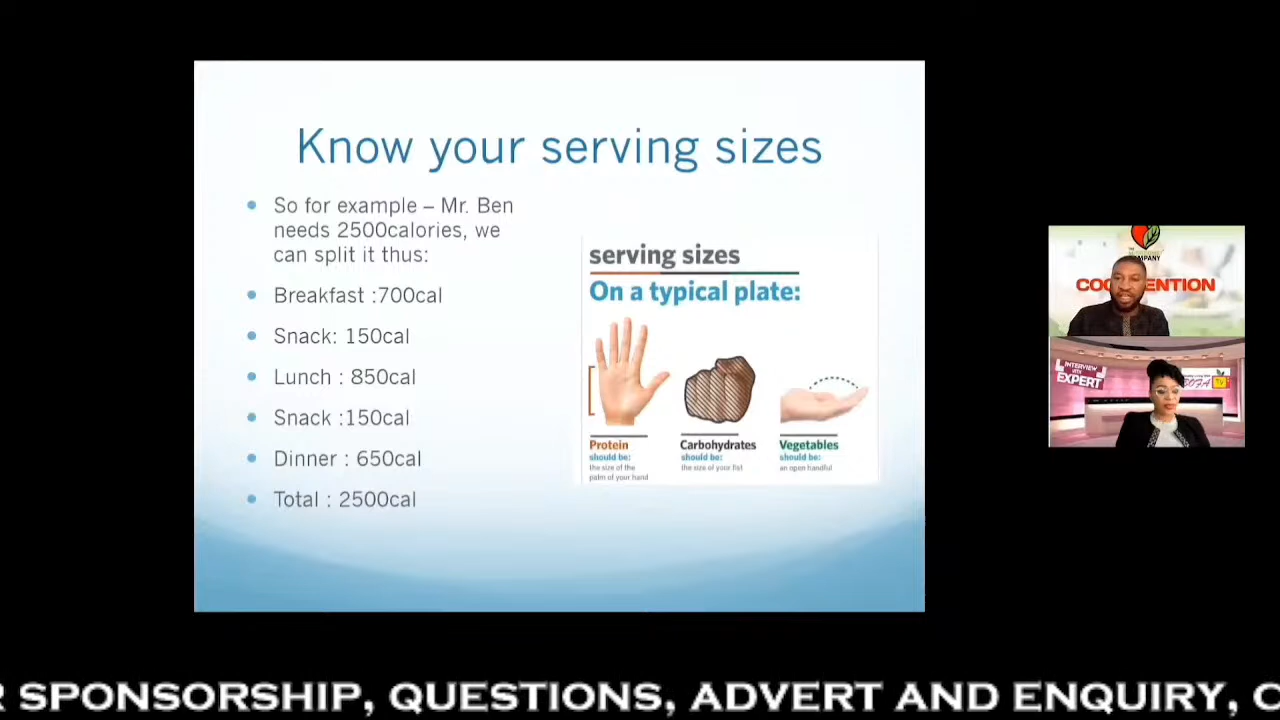 Know your serving sizes
So for example – Mr. Ben
needs 2500calories, we
can split it thus:
Breakfast :700cal
Snack: 150cal
Lunch : 850cal
Snack :150cal
Dinner : 650cal
Total : 2500cal
serving sizes
On a typical plate:
Protein
should be:
the size of the
palm of your hand
Carbohydrates
should be:
the size of your fist
Vegetables
should be:
an open handful
INTERVIEW
EXPERT
TV
R SPONSORSHIP, QUESTIONS, ADVERT AND ENQUIRY, C